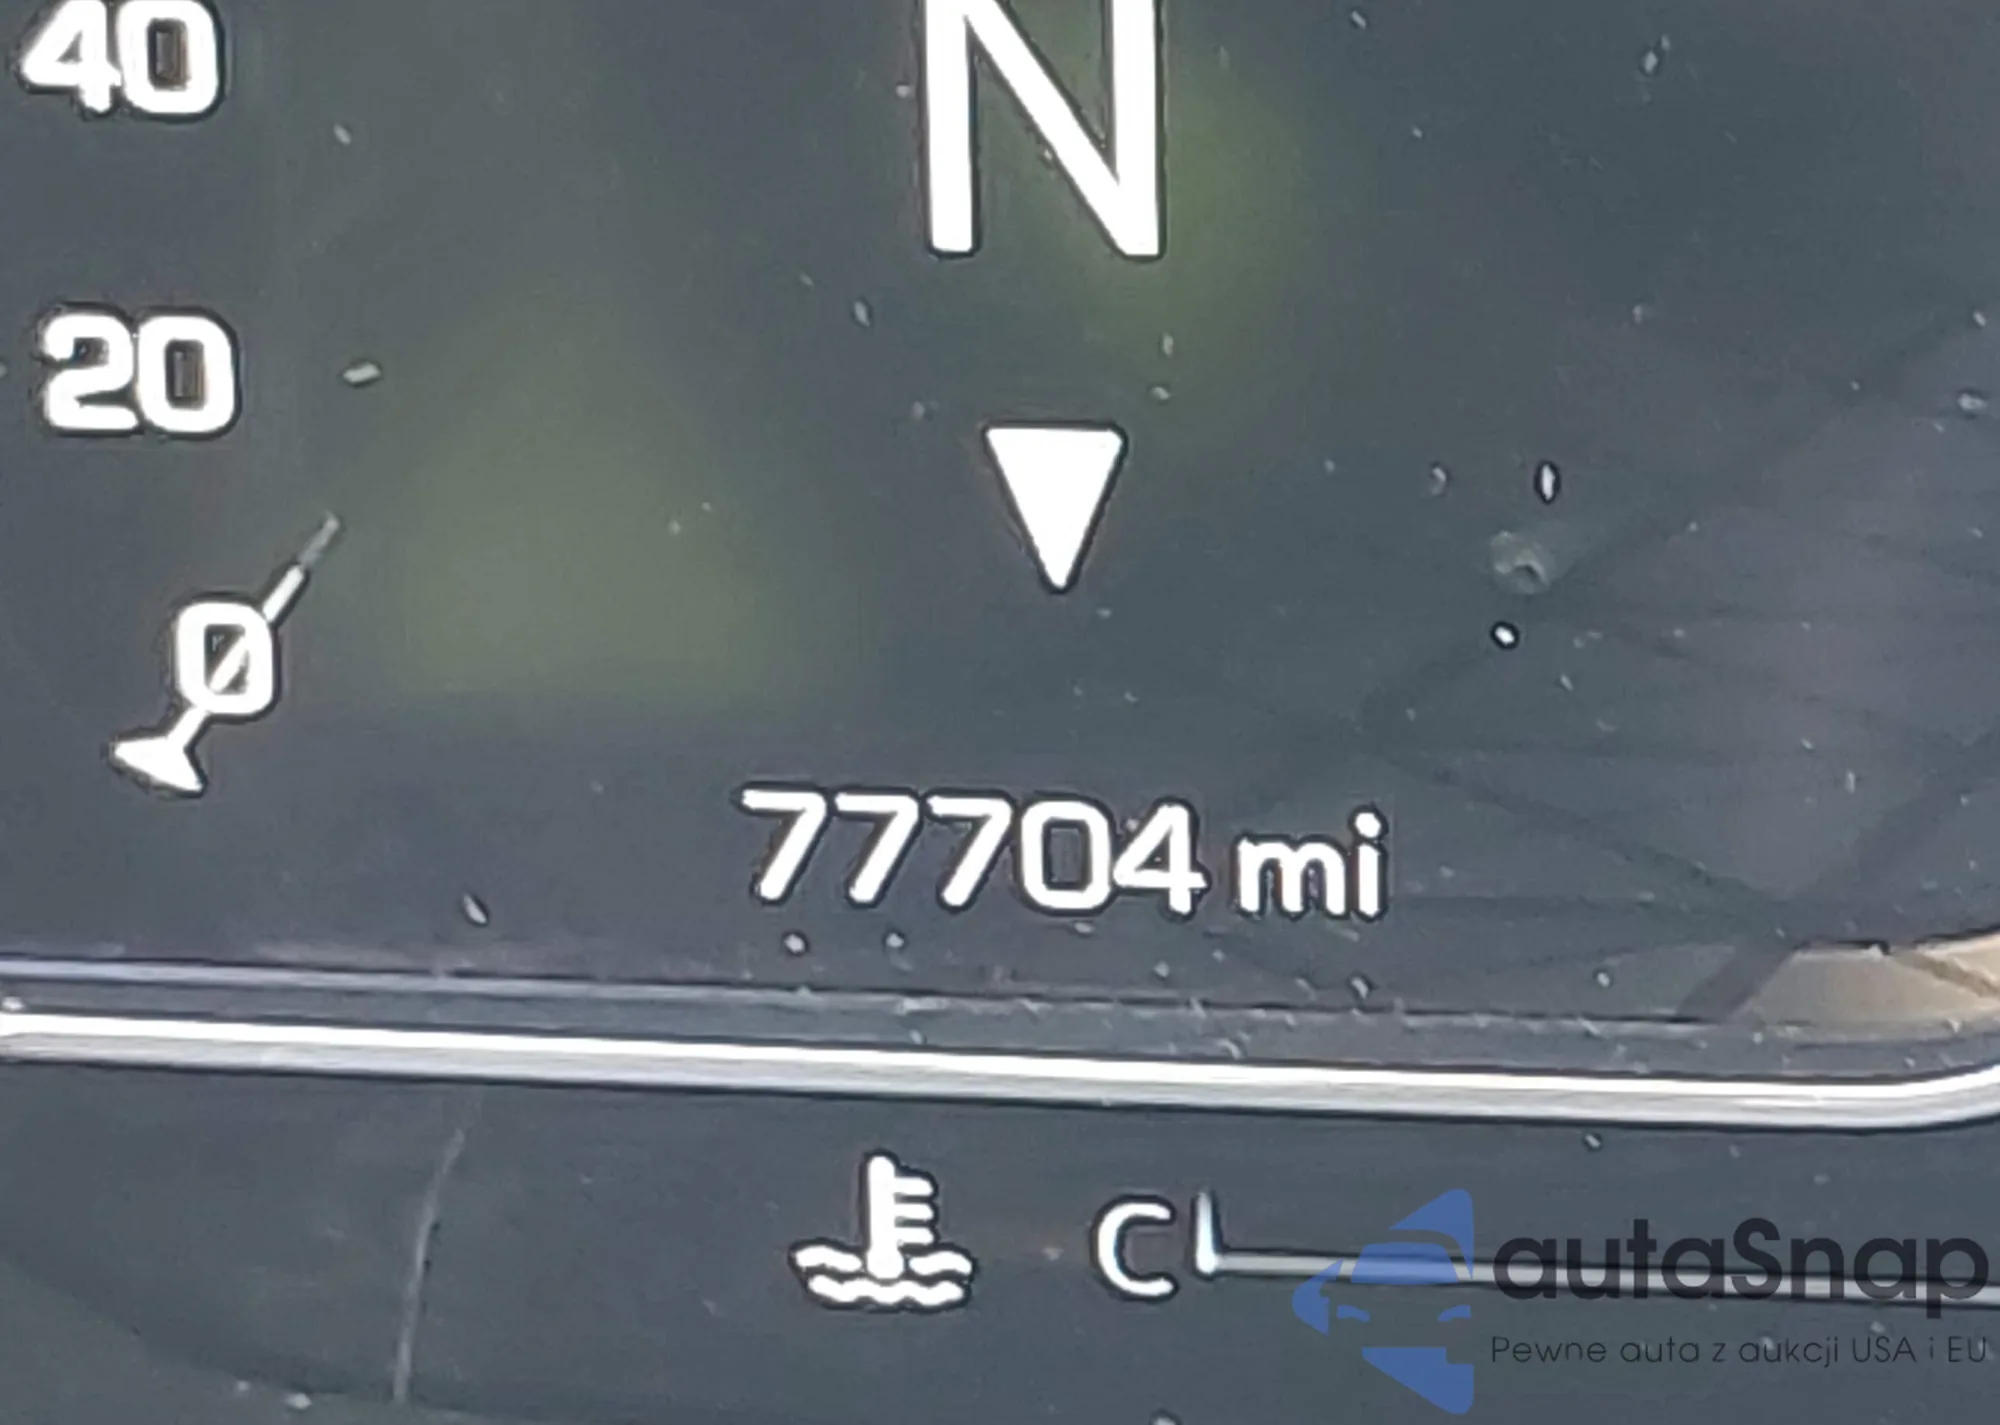 40
N
20
0
77704 mi
C
autaSnap
Pewne auta z aukcji USA i EU